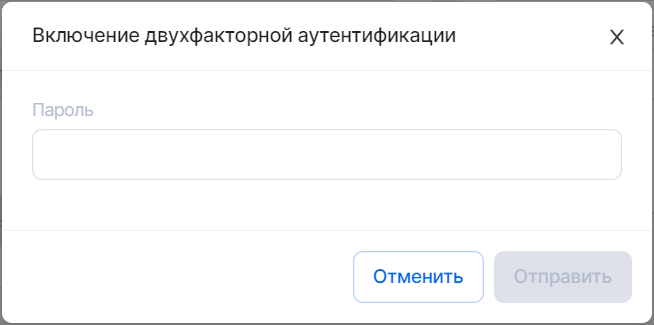 Включение двухфакторной аутентификации
Пароль
Отменить Отправить